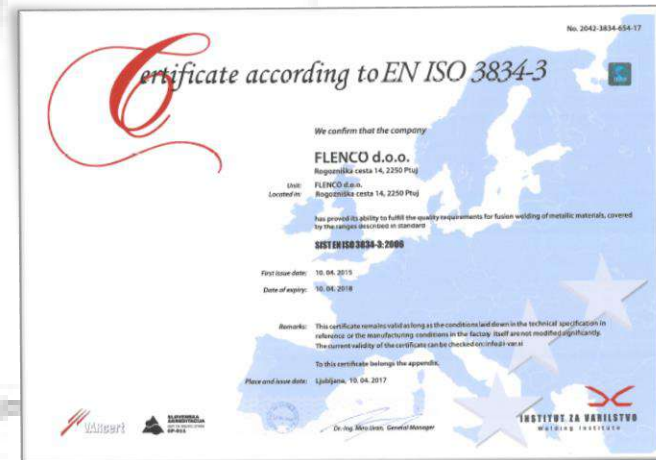 No. 2042-3834-654-17
Certificate according to EN ISO 3834-3
We confirm that the company
FLENCO d.o.o.
Rogozniška cesta 14, 2250 Ptuj
Unit: FLENCO d.o.o.
Located in: Rogozniška cesta 14, 2250 Ptuj
has proved its ability to fulfill the quality requirements for fusion welding of metallic materials, covered
by the ranges described in standard
SIST EN ISO 3834-3:2006
First issue date: 10. 04. 2015
Date of expiry: 10. 04. 2018
Remarks: This certificate remains valid as long as the conditions laid down in the technical specification in
reference or the manufacturing conditions in the factory itself are not modified significantly.
The current validity of the certificate can be checked on: info@i-var.si
To this certificate belongs the appendix.
Place and issue date: Ljubljana, 10. 04. 2017
VARcert
SLOVENSKA
AKREDITACIJA
Dr.-Ing. Miro Uran, General Manager
INSTITUT ZA VARILSTVO
Welding Institute